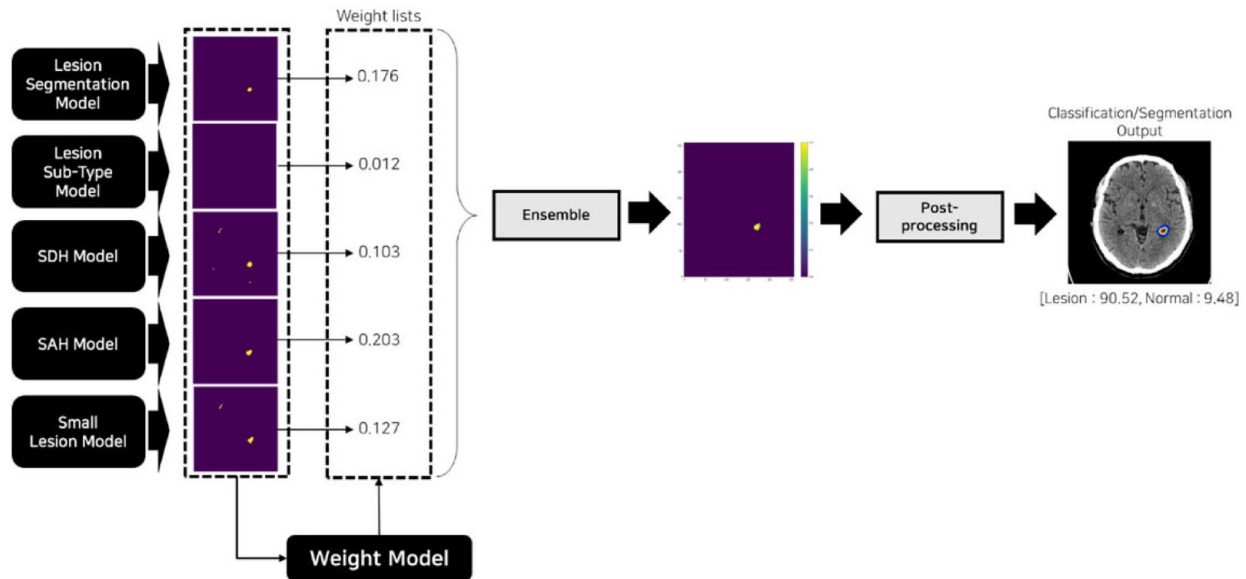 Weight lists
Lesion
Segmentation
Model
0.176
Lesion
Sub-Type
Model
0.012
SDH Model
0.103
SAH Model
0.203
Small
Lesion Model
0.127
Weight Model
Ensemble
Post-
processing
Classification/Segmentation
Output
[Lesion : 90.52, Normal : 9.48]